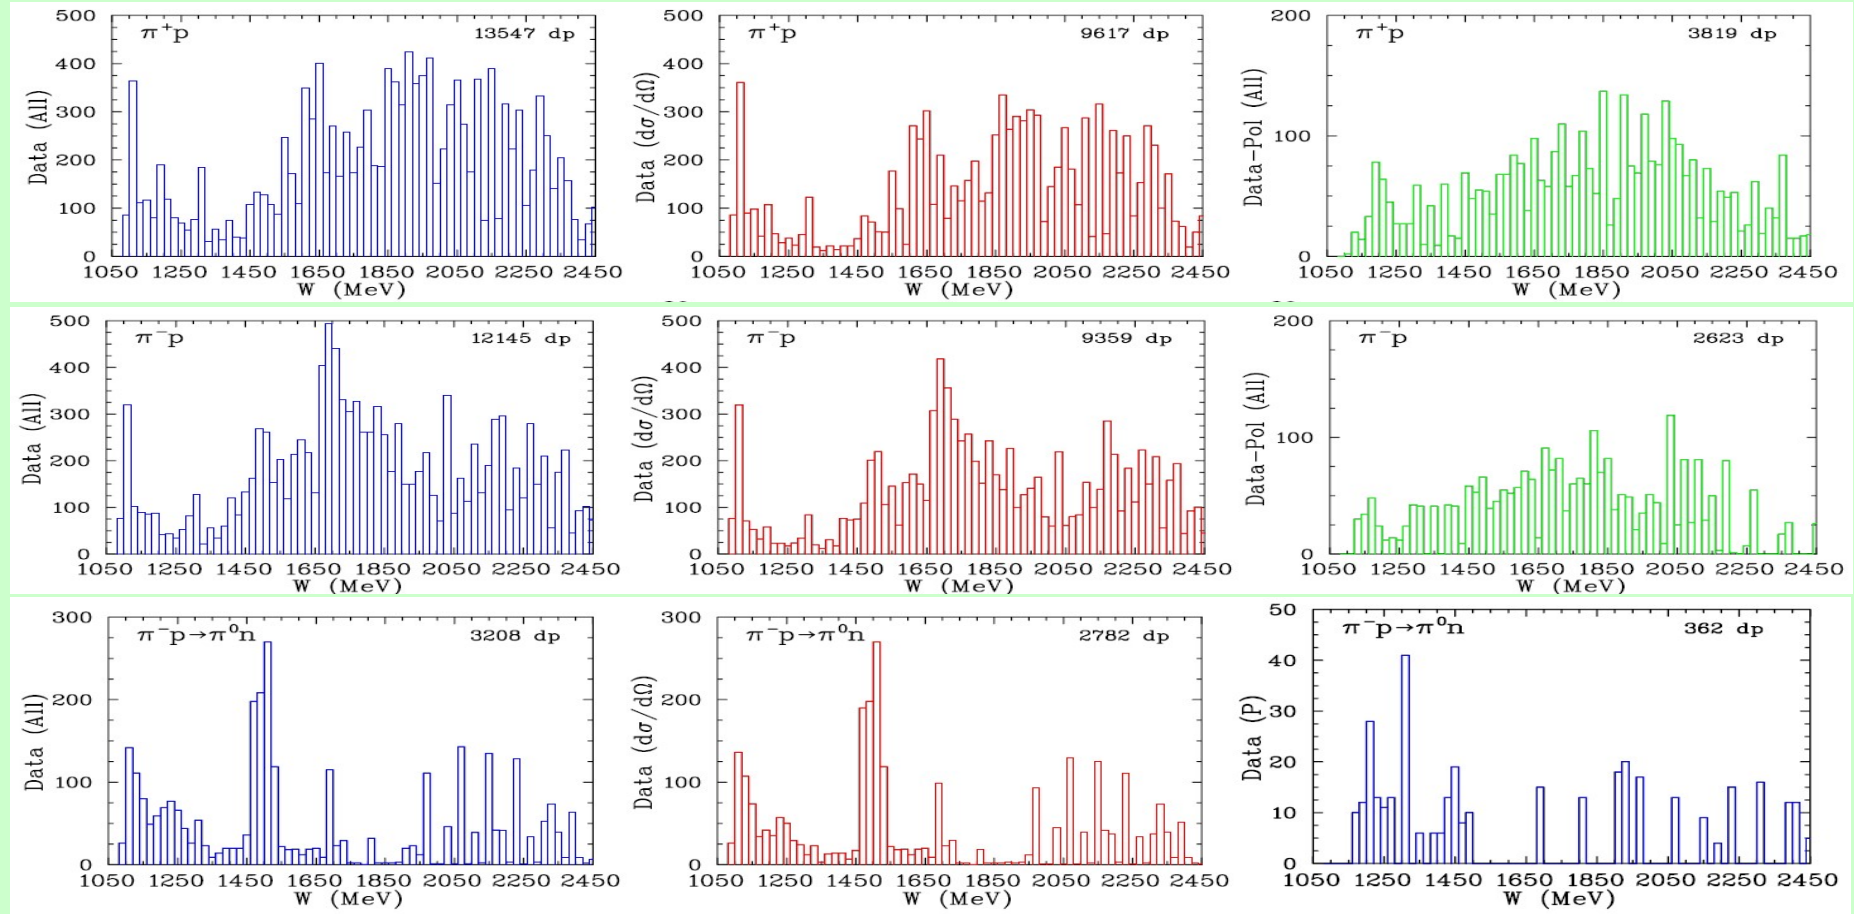 π⁺p 13547 dp
Data (All)
500
400
300
200
100
0
1050 1250 1450 1650 1850 2050 2250 2450
W (MeV)
π⁺p 9617 dp
Data (dσ/dΩ)
500
400
300
200
100
0
1050 1250 1450 1650 1850 2050 2250 2450
W (MeV)
π⁺p 3819 dp
Data-Pol (All)
200
100
0
1050 1250 1450 1650 1850 2050 2250 2450
W (MeV)
π⁻p 12145 dp
Data (All)
500
400
300
200
100
0
1050 1250 1450 1650 1850 2050 2250 2450
W (MeV)
π⁻p 9359 dp
Data (dσ/dΩ)
500
400
300
200
100
0
1050 1250 1450 1650 1850 2050 2250 2450
W (MeV)
π⁻p 2623 dp
Data-Pol (All)
200
100
0
1050 1250 1450 1650 1850 2050 2250 2450
W (MeV)
π⁻p→π⁰n 3208 dp
Data (All)
300
200
100
0
1050 1250 1450 1650 1850 2050 2250 2450
W (MeV)
π⁻p→π⁰n 2782 dp
Data (dσ/dΩ)
300
200
100
0
1050 1250 1450 1650 1850 2050 2250 2450
W (MeV)
π⁻p→π⁰n 362 dp
Data (P)
50
40
30
20
10
0
1050 1250 1450 1650 1850 2050 2250 2450
W (MeV)